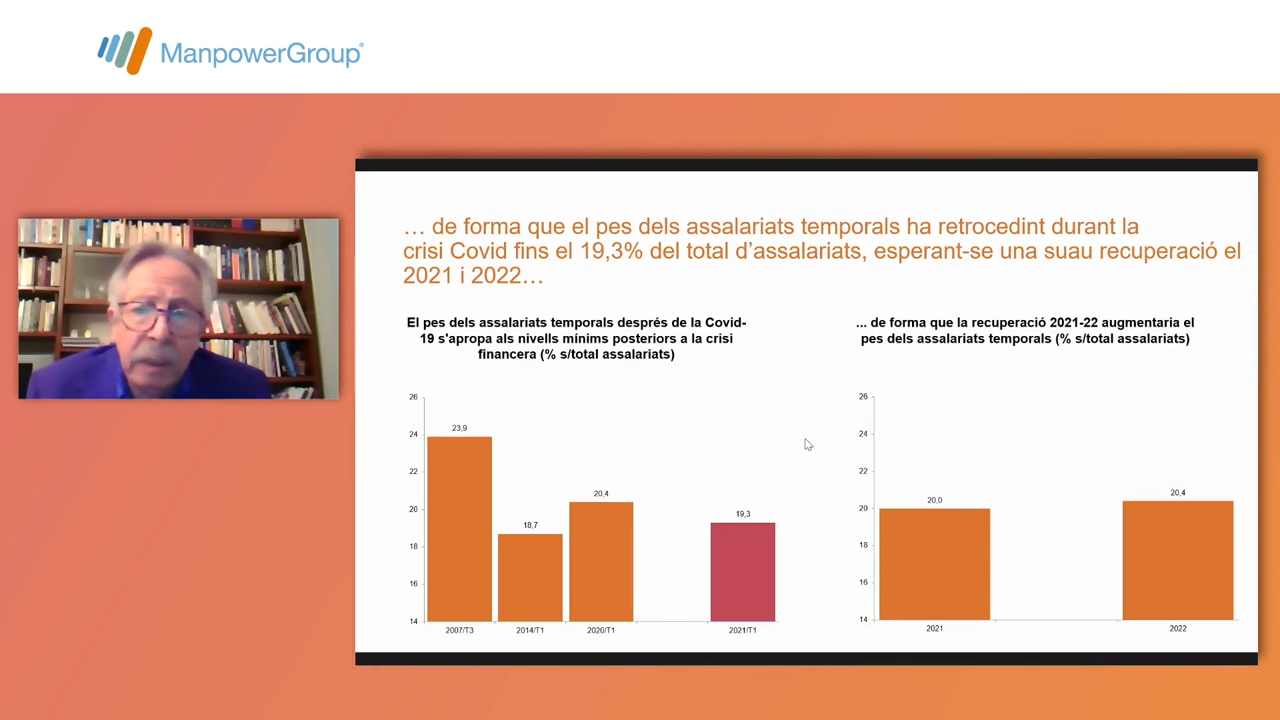 ManpowerGroup®
… de forma que el pes dels assalariats temporals ha retrocedint durant la
crisi Covid fins el 19,3% del total d’assalariats, esperant-se una suau recuperació el
2021 i 2022…
El pes dels assalariats temporals després de la Covid-
19 s'apropa als nivells mínims posteriors a la crisi
financera (% s/total assalariats)
26
24
22
20
18
16
14
23,9
18,7
20,4
19,3
2007/T3
2014/T1
2020/T1
2021/T1
... de forma que la recuperació 2021-22 augmentaria el
pes dels assalariats temporals (% s/total assalariats)
26
24
22
20
18
16
14
20,0
20,4
2021
2022